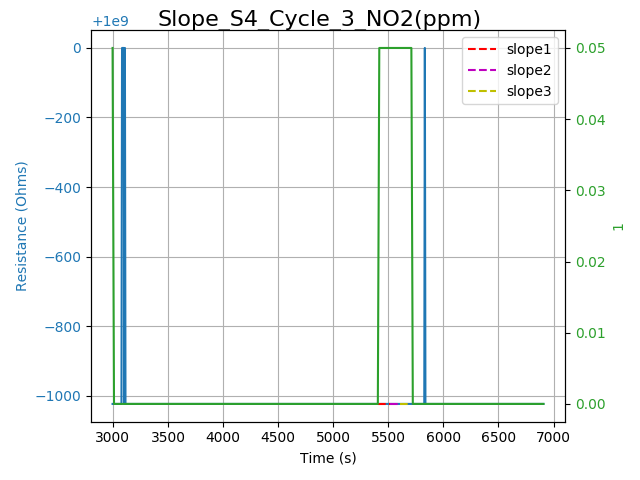 Slope_S4_Cycle_3_NO2(ppm)
+1e9
0
−200
−400
−600
−800
−1000
Resistance (Ohms)
slope1
slope2
slope3
0.05
0.04
0.03
0.02
0.01
0.00
1
3000 3500 4000 4500 5000 5500 6000 6500 7000
Time (s)